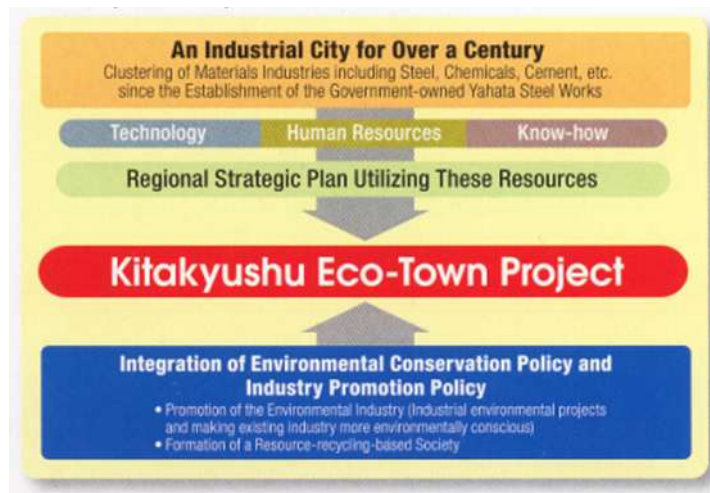 An Industrial City for Over a Century
Clustering of Materials Industries including Steel, Chemicals, Cement, etc.
since the Establishment of the Government-owned Yahata Steel Works
Technology Human Resources Know-how
Regional Strategic Plan Utilizing These Resources
Kitakyushu Eco-Town Project
Integration of Environmental Conservation Policy and
Industry Promotion Policy
• Promotion of the Environmental Industry (Industrial environmental projects
and making existing industry more environmentally conscious)
• Formation of a Resource-recycling-based Society